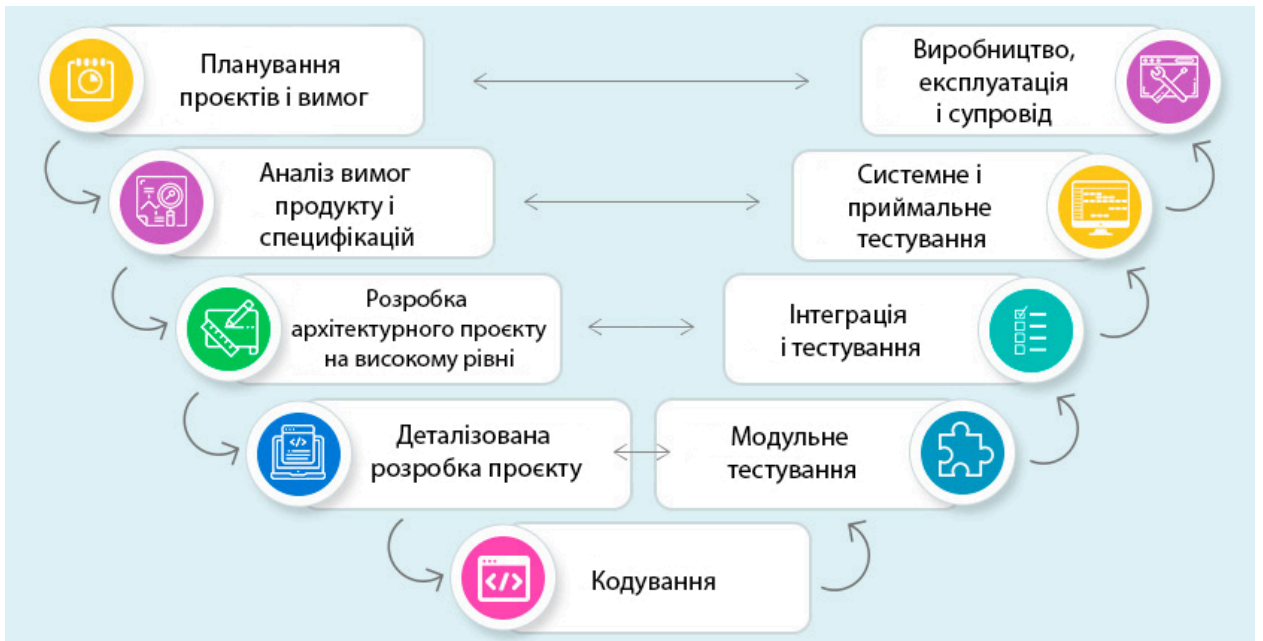 Планування
проєктів і вимог
Виробництво,
експлуатація
і супровід
Аналіз вимог
продукту і
специфікацій
Системне і
приймальне
тестування
Розробка
архітектурного проєкту
на високому рівні
Інтеграція
і тестування
Деталізована
розробка проєкту
Модульне
тестування
Кодування